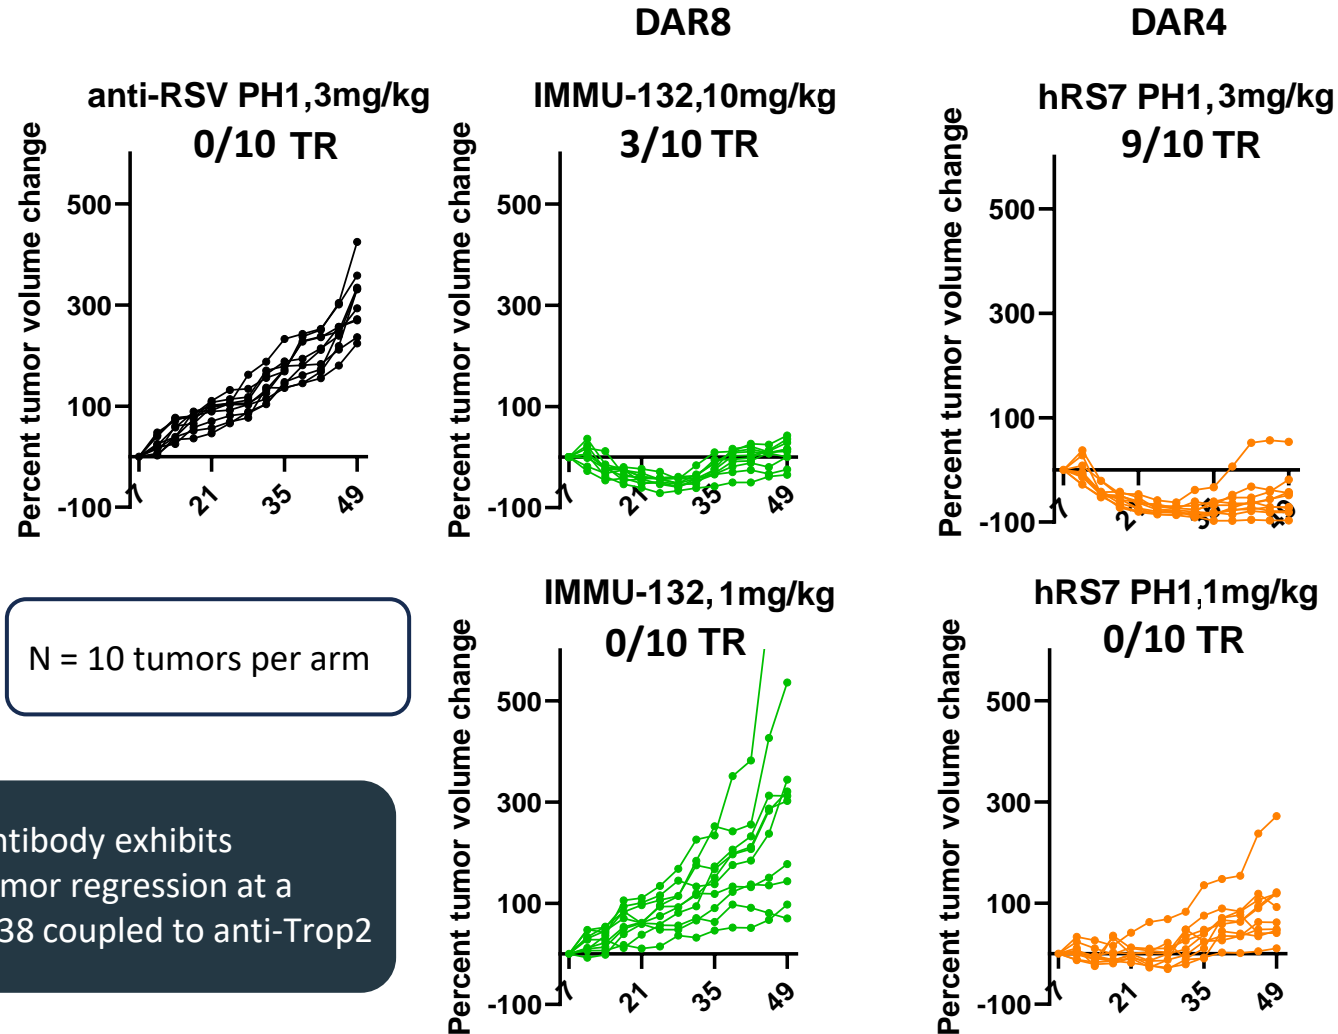 DAR8
DAR4
anti-RSV PH1,3mg/kg
0/10 TR
Percent tumor volume change
500
300
100
-100
7
21
35
49
IMMU-132,10mg/kg
3/10 TR
Percent tumor volume change
500
300
100
-100
7
21
35
49
hRS7 PH1,3mg/kg
9/10 TR
Percent tumor volume change
500
300
100
-100
7
N = 10 tumors per arm
exhibits
regression at a
coupled to anti-Trop2
IMMU-132,1mg/kg
0/10 TR
Percent tumor volume change
500
300
100
-100
7
21
35
49
hRS7 PH1,1mg/kg
0/10 TR
Percent tumor volume change
500
300
100
-100
7
21
35
49